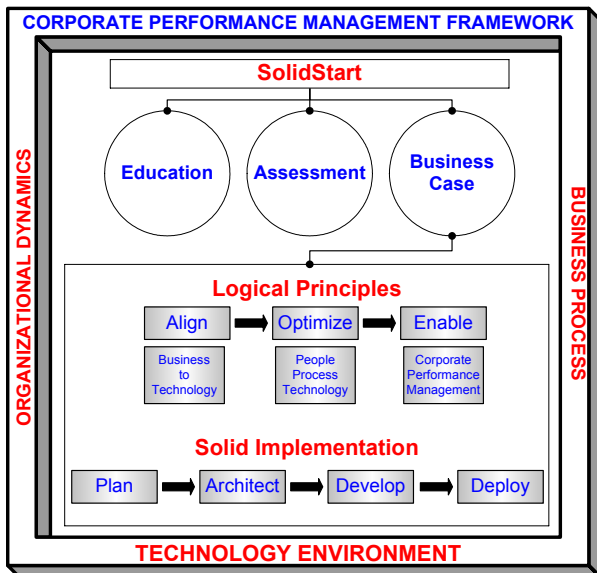 CORPORATE PERFORMANCE MANAGEMENT FRAMEWORK
ORGANIZATIONAL DYNAMICS
BUSINESS PROCESS
SolidStart
Education
Assessment
Business
Case
Logical Principles
Align
Optimize
Enable
Business
to
Technology
People
Process
Technology
Corporate
Performance
Management
Solid Implementation
Plan
Architect
Develop
Deploy
TECHNOLOGY ENVIRONMENT